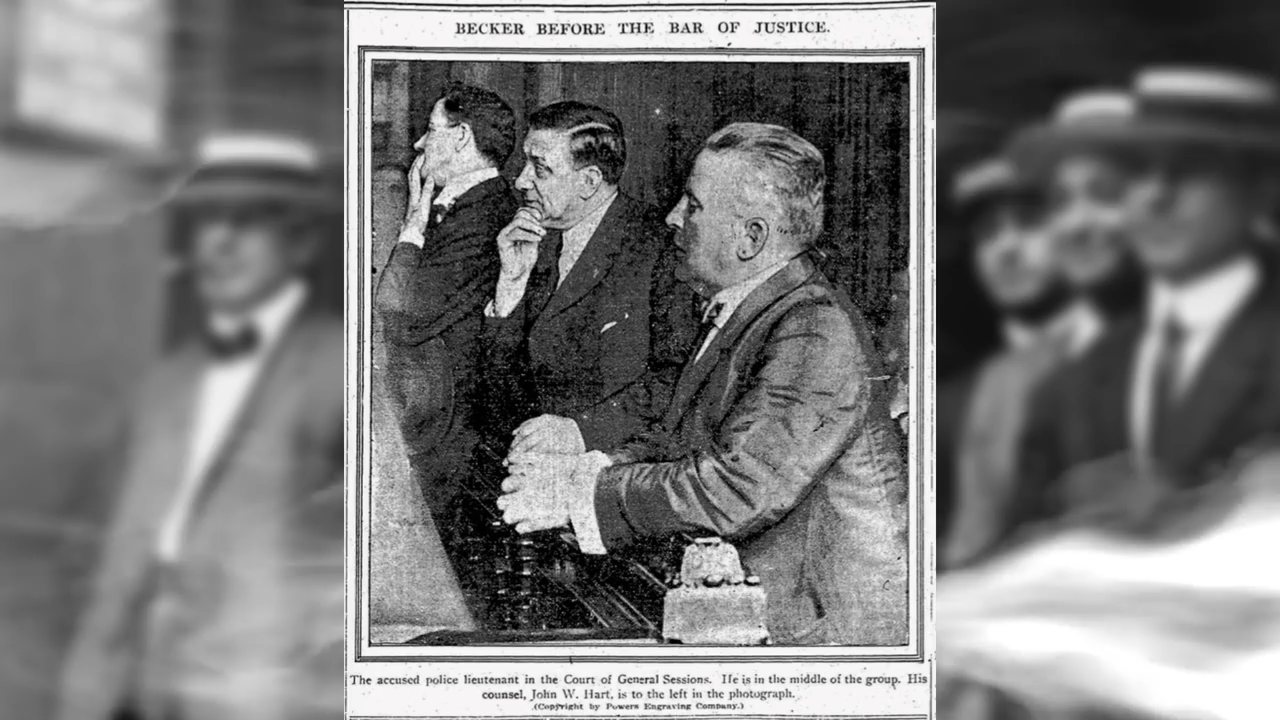 BECKER BEFORE THE BAR OF JUSTICE.
The accused police lieutenant in the Court of General Sessions. He is in the middle of the group. His
counsel, John W. Hart, is to the left in the photograph.
(Copyright by Powers Engraving Company.)